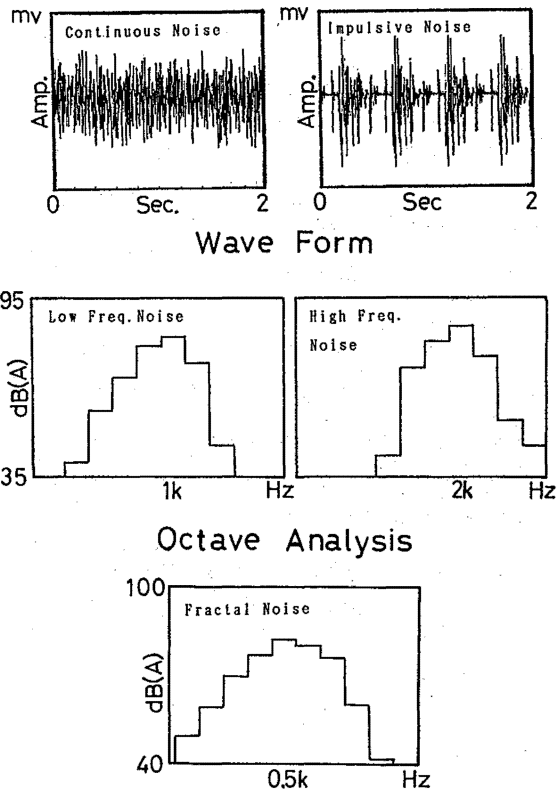 mv
Continuous Noise
Amp.
0
Sec.
2
mv
Impulsive Noise
Amp.
0
Sec
2
Wave Form
95
Low Freq.Noise
dB(A)
35
1k
Hz
High Freq.
Noise
2k
Hz
Octave Analysis
100
Fractal Noise
dB(A)
40
0,5k
Hz